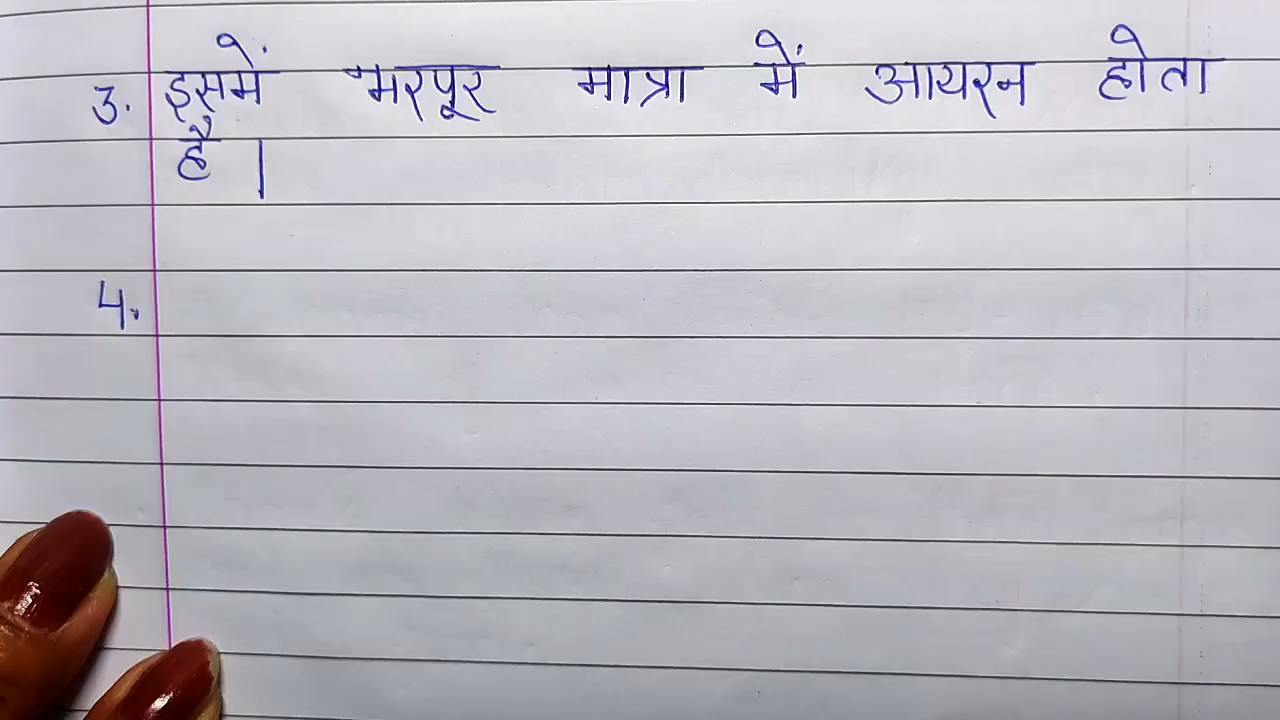 3. इसमें भरपूर मात्रा में आयरन होता
है |
4.